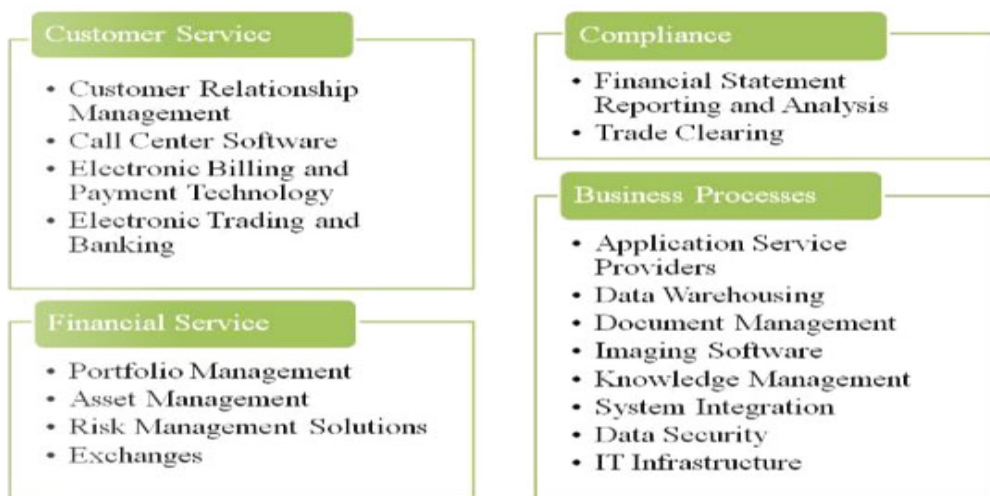 Customer Service
• Customer Relationship
Management
• Call Center Software
• Electronic Billing and
Payment Technology
• Electronic Trading and
Banking
Financial Service
• Portfolio Management
• Asset Management
• Risk Management Solutions
• Exchanges
Compliance
• Financial Statement
Reporting and Analysis
• Trade Clearing
Business Processes
• Application Service
Providers
• Data Warehousing
• Document Management
• Imaging Software
• Knowledge Management
• System Integration
• Data Security
• IT Infrastructure